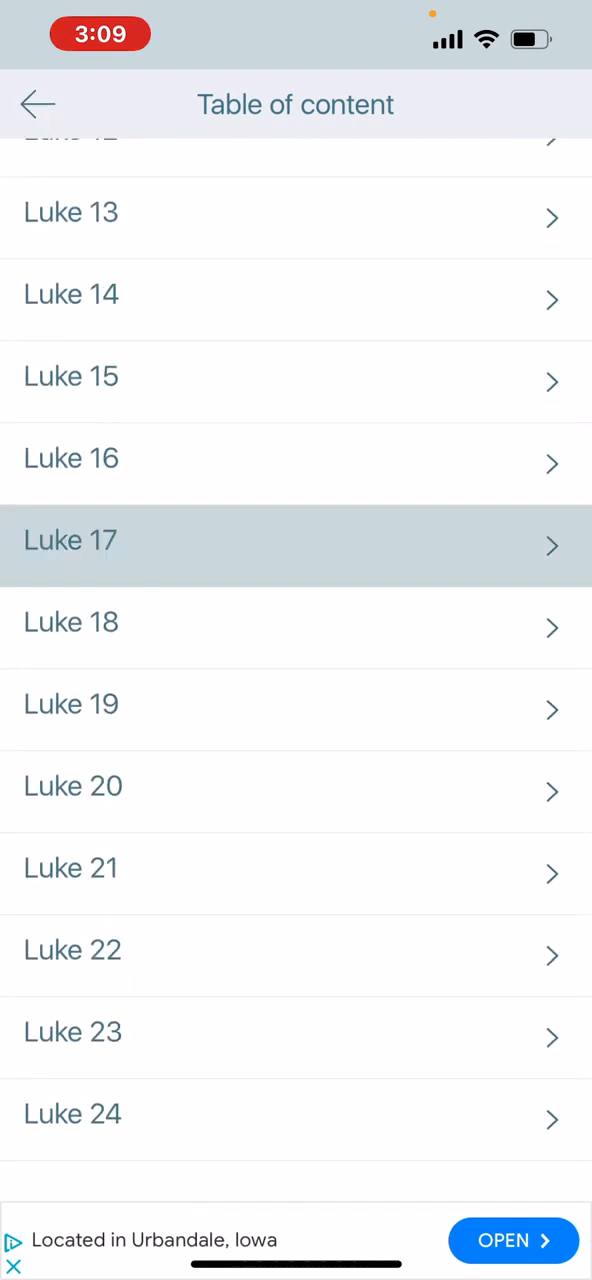 3:09
Table of content
Luke 13
Luke 14
Luke 15
Luke 16
Luke 17
Luke 18
Luke 19
Luke 20
Luke 21
Luke 22
Luke 23
Luke 24
Located in Urbandale, Iowa
OPEN